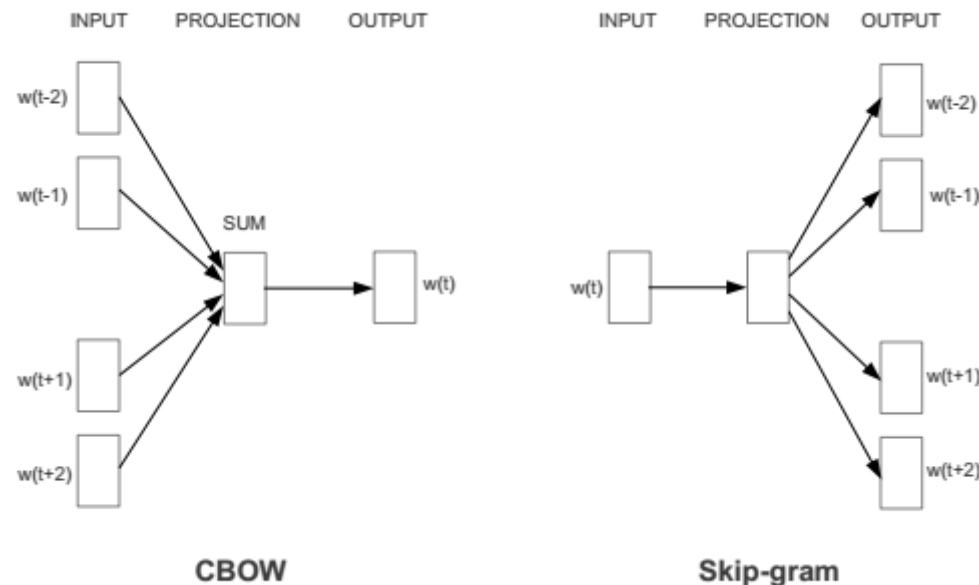 INPUT PROJECTION OUTPUT
w(t-2)
w(t-1)
SUM
w(t)
w(t+1)
w(t+2)
CBOW
INPUT PROJECTION OUTPUT
w(t-2)
w(t-1)
w(t)
w(t+1)
w(t+2)
Skip-gram